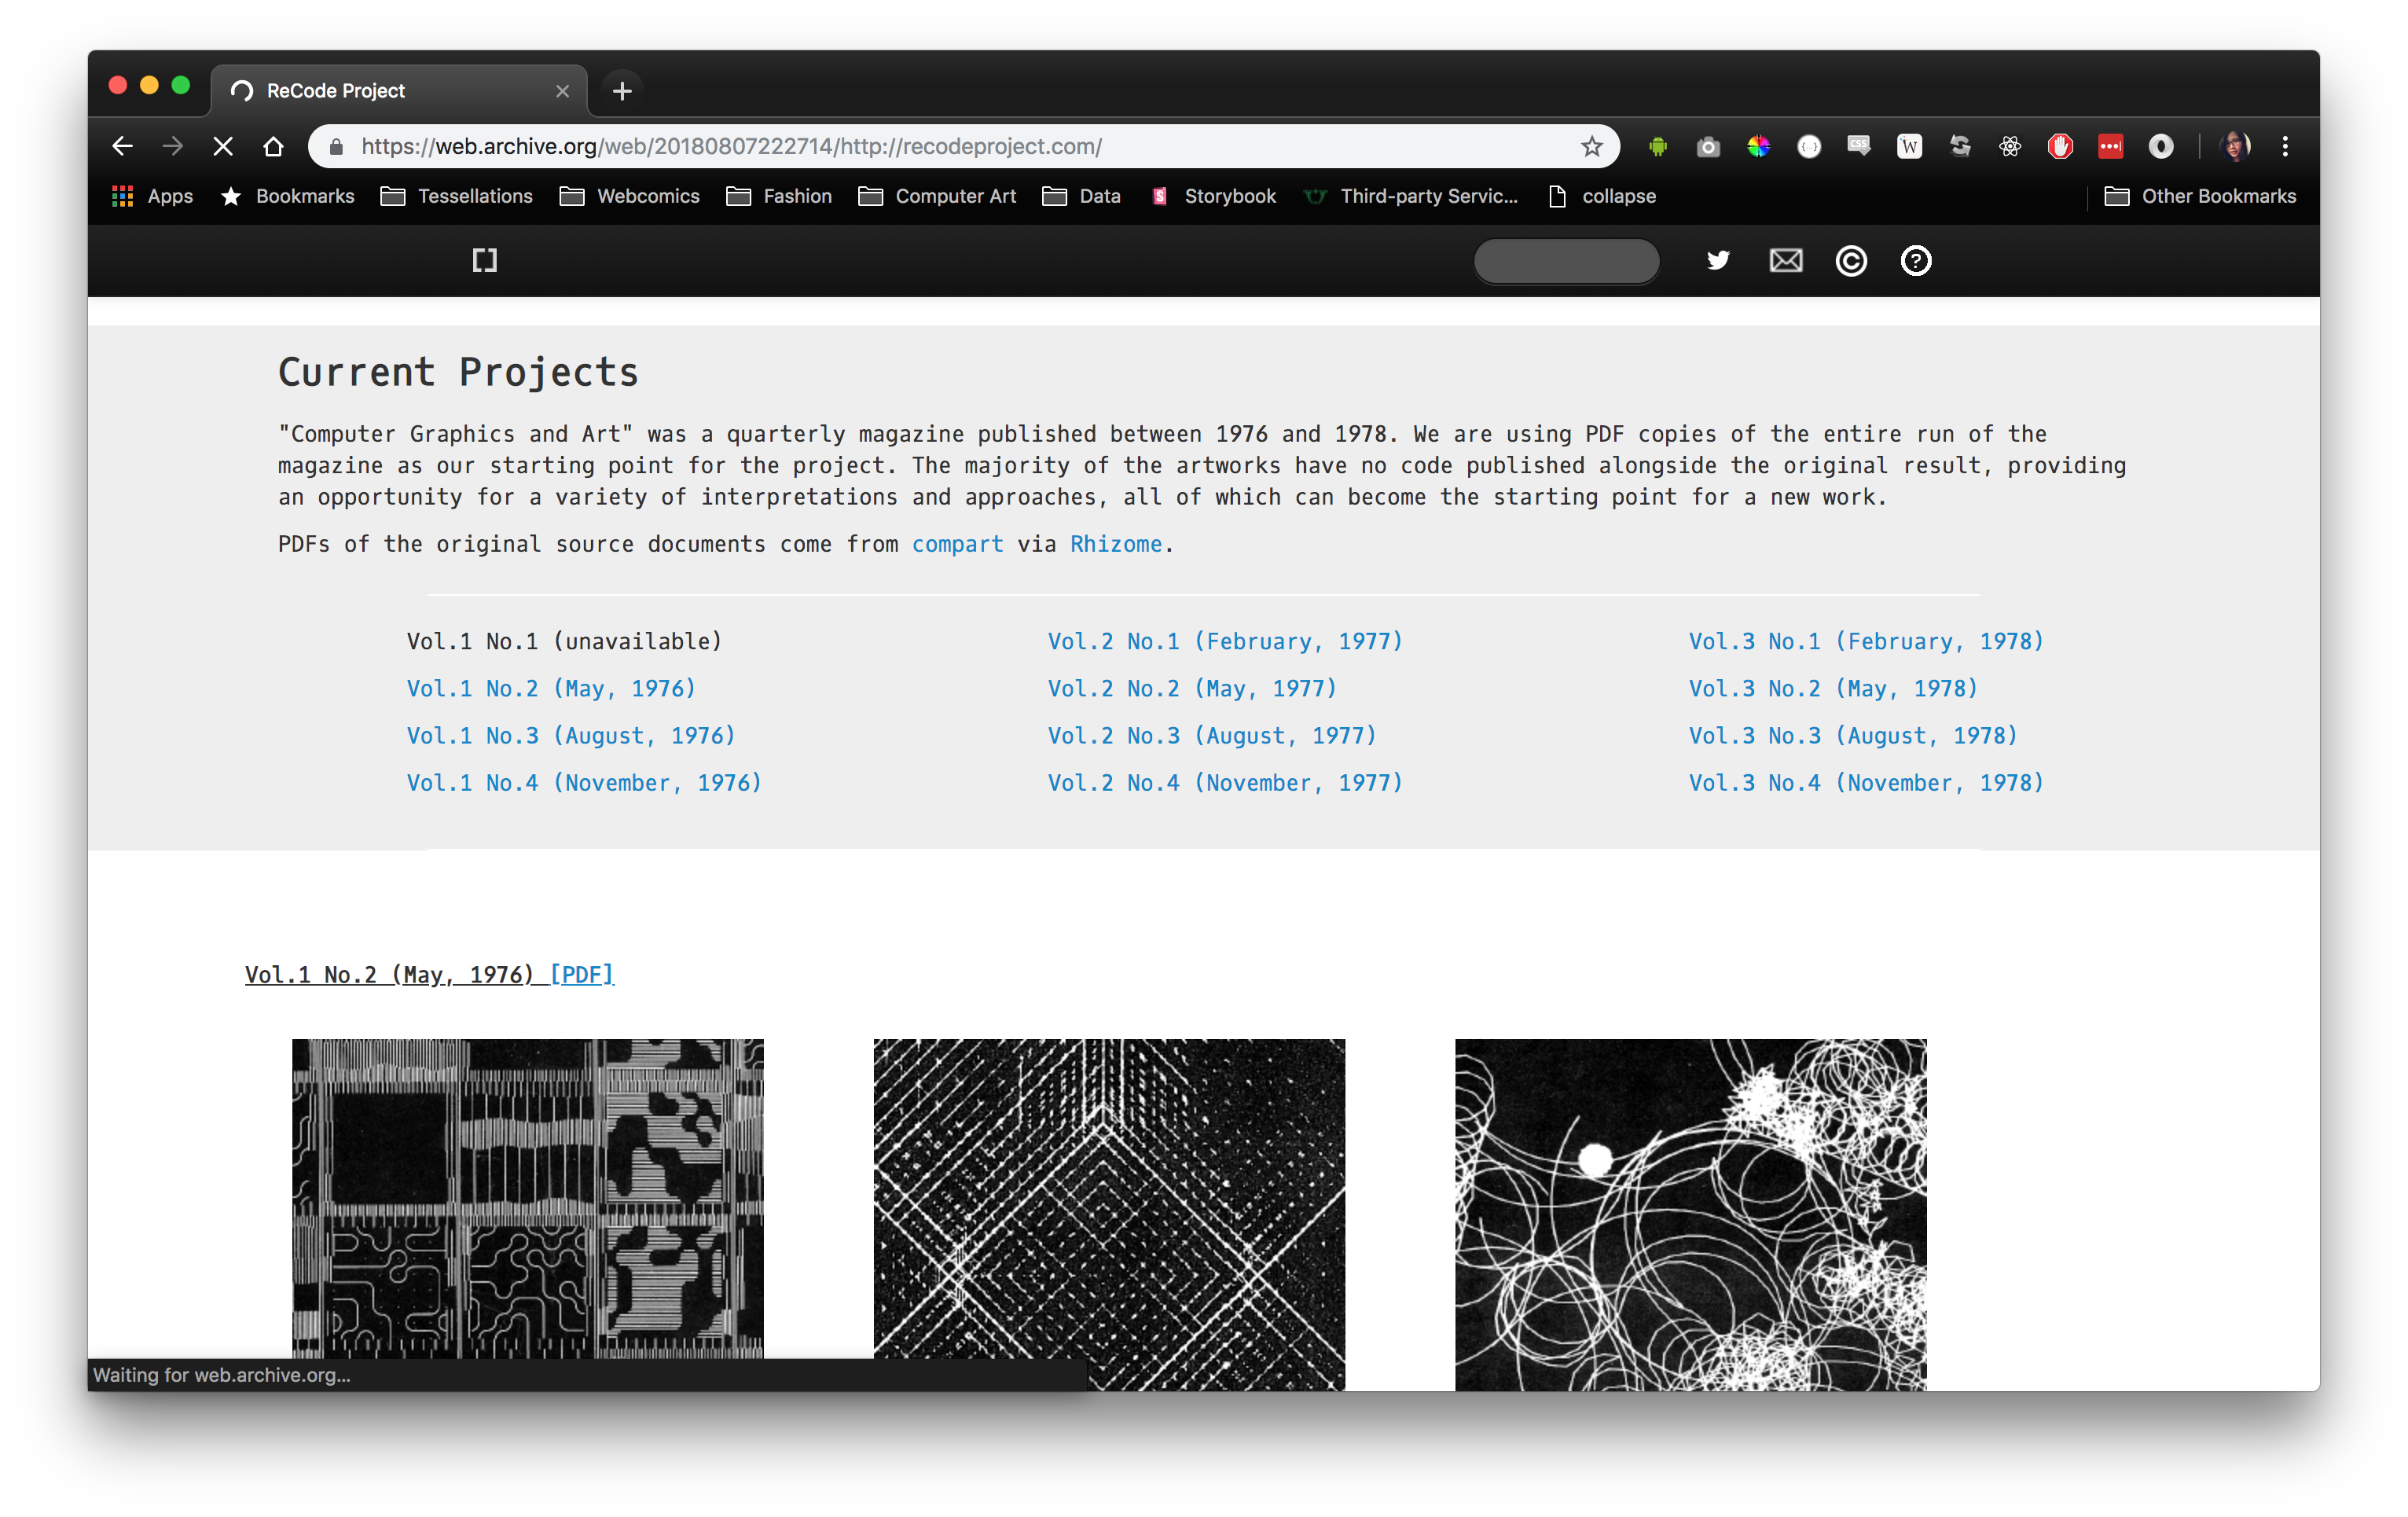 ReCode Project
https://web.archive.org/web/20180807222714/http://recodeproject.com/
Apps Bookmarks Tessellations Webcomics Fashion Computer Art Data Storybook Third-party Servic... collapse Other Bookmarks
Current Projects
"Computer Graphics and Art" was a quarterly magazine published between 1976 and 1978. We are using PDF copies of the entire run of the
magazine as our starting point for the project. The majority of the artworks have no code published alongside the original result, providing
an opportunity for a variety of interpretations and approaches, all of which can become the starting point for a new work.
PDFs of the original source documents come from compart via Rhizome.
Vol.1 No.1 (unavailable)
Vol.1 No.2 (May, 1976)
Vol.1 No.3 (August, 1976)
Vol.1 No.4 (November, 1976)
Vol.2 No.1 (February, 1977)
Vol.2 No.2 (May, 1977)
Vol.2 No.3 (August, 1977)
Vol.2 No.4 (November, 1977)
Vol.3 No.1 (February, 1978)
Vol.3 No.2 (May, 1978)
Vol.3 No.3 (August, 1978)
Vol.3 No.4 (November, 1978)
Vol.1 No.2 (May, 1976) [PDF]
Waiting for web.archive.org...